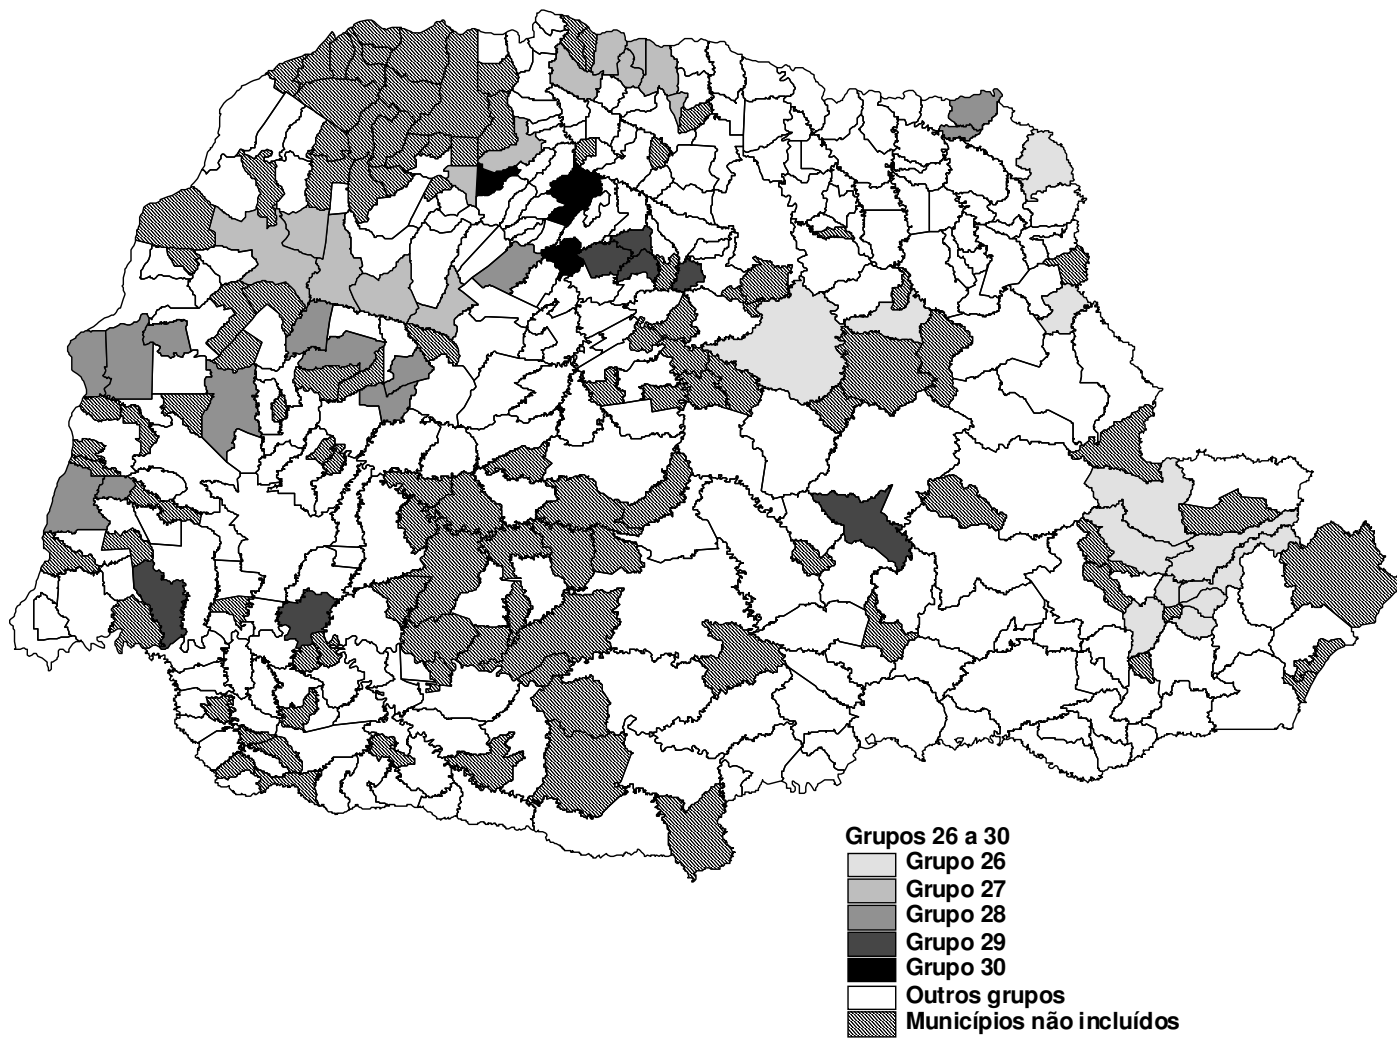 Grupos 26 a 30
Grupo 26
Grupo 27
Grupo 28
Grupo 29
Grupo 30
Outros grupos
Municípios não incluídos